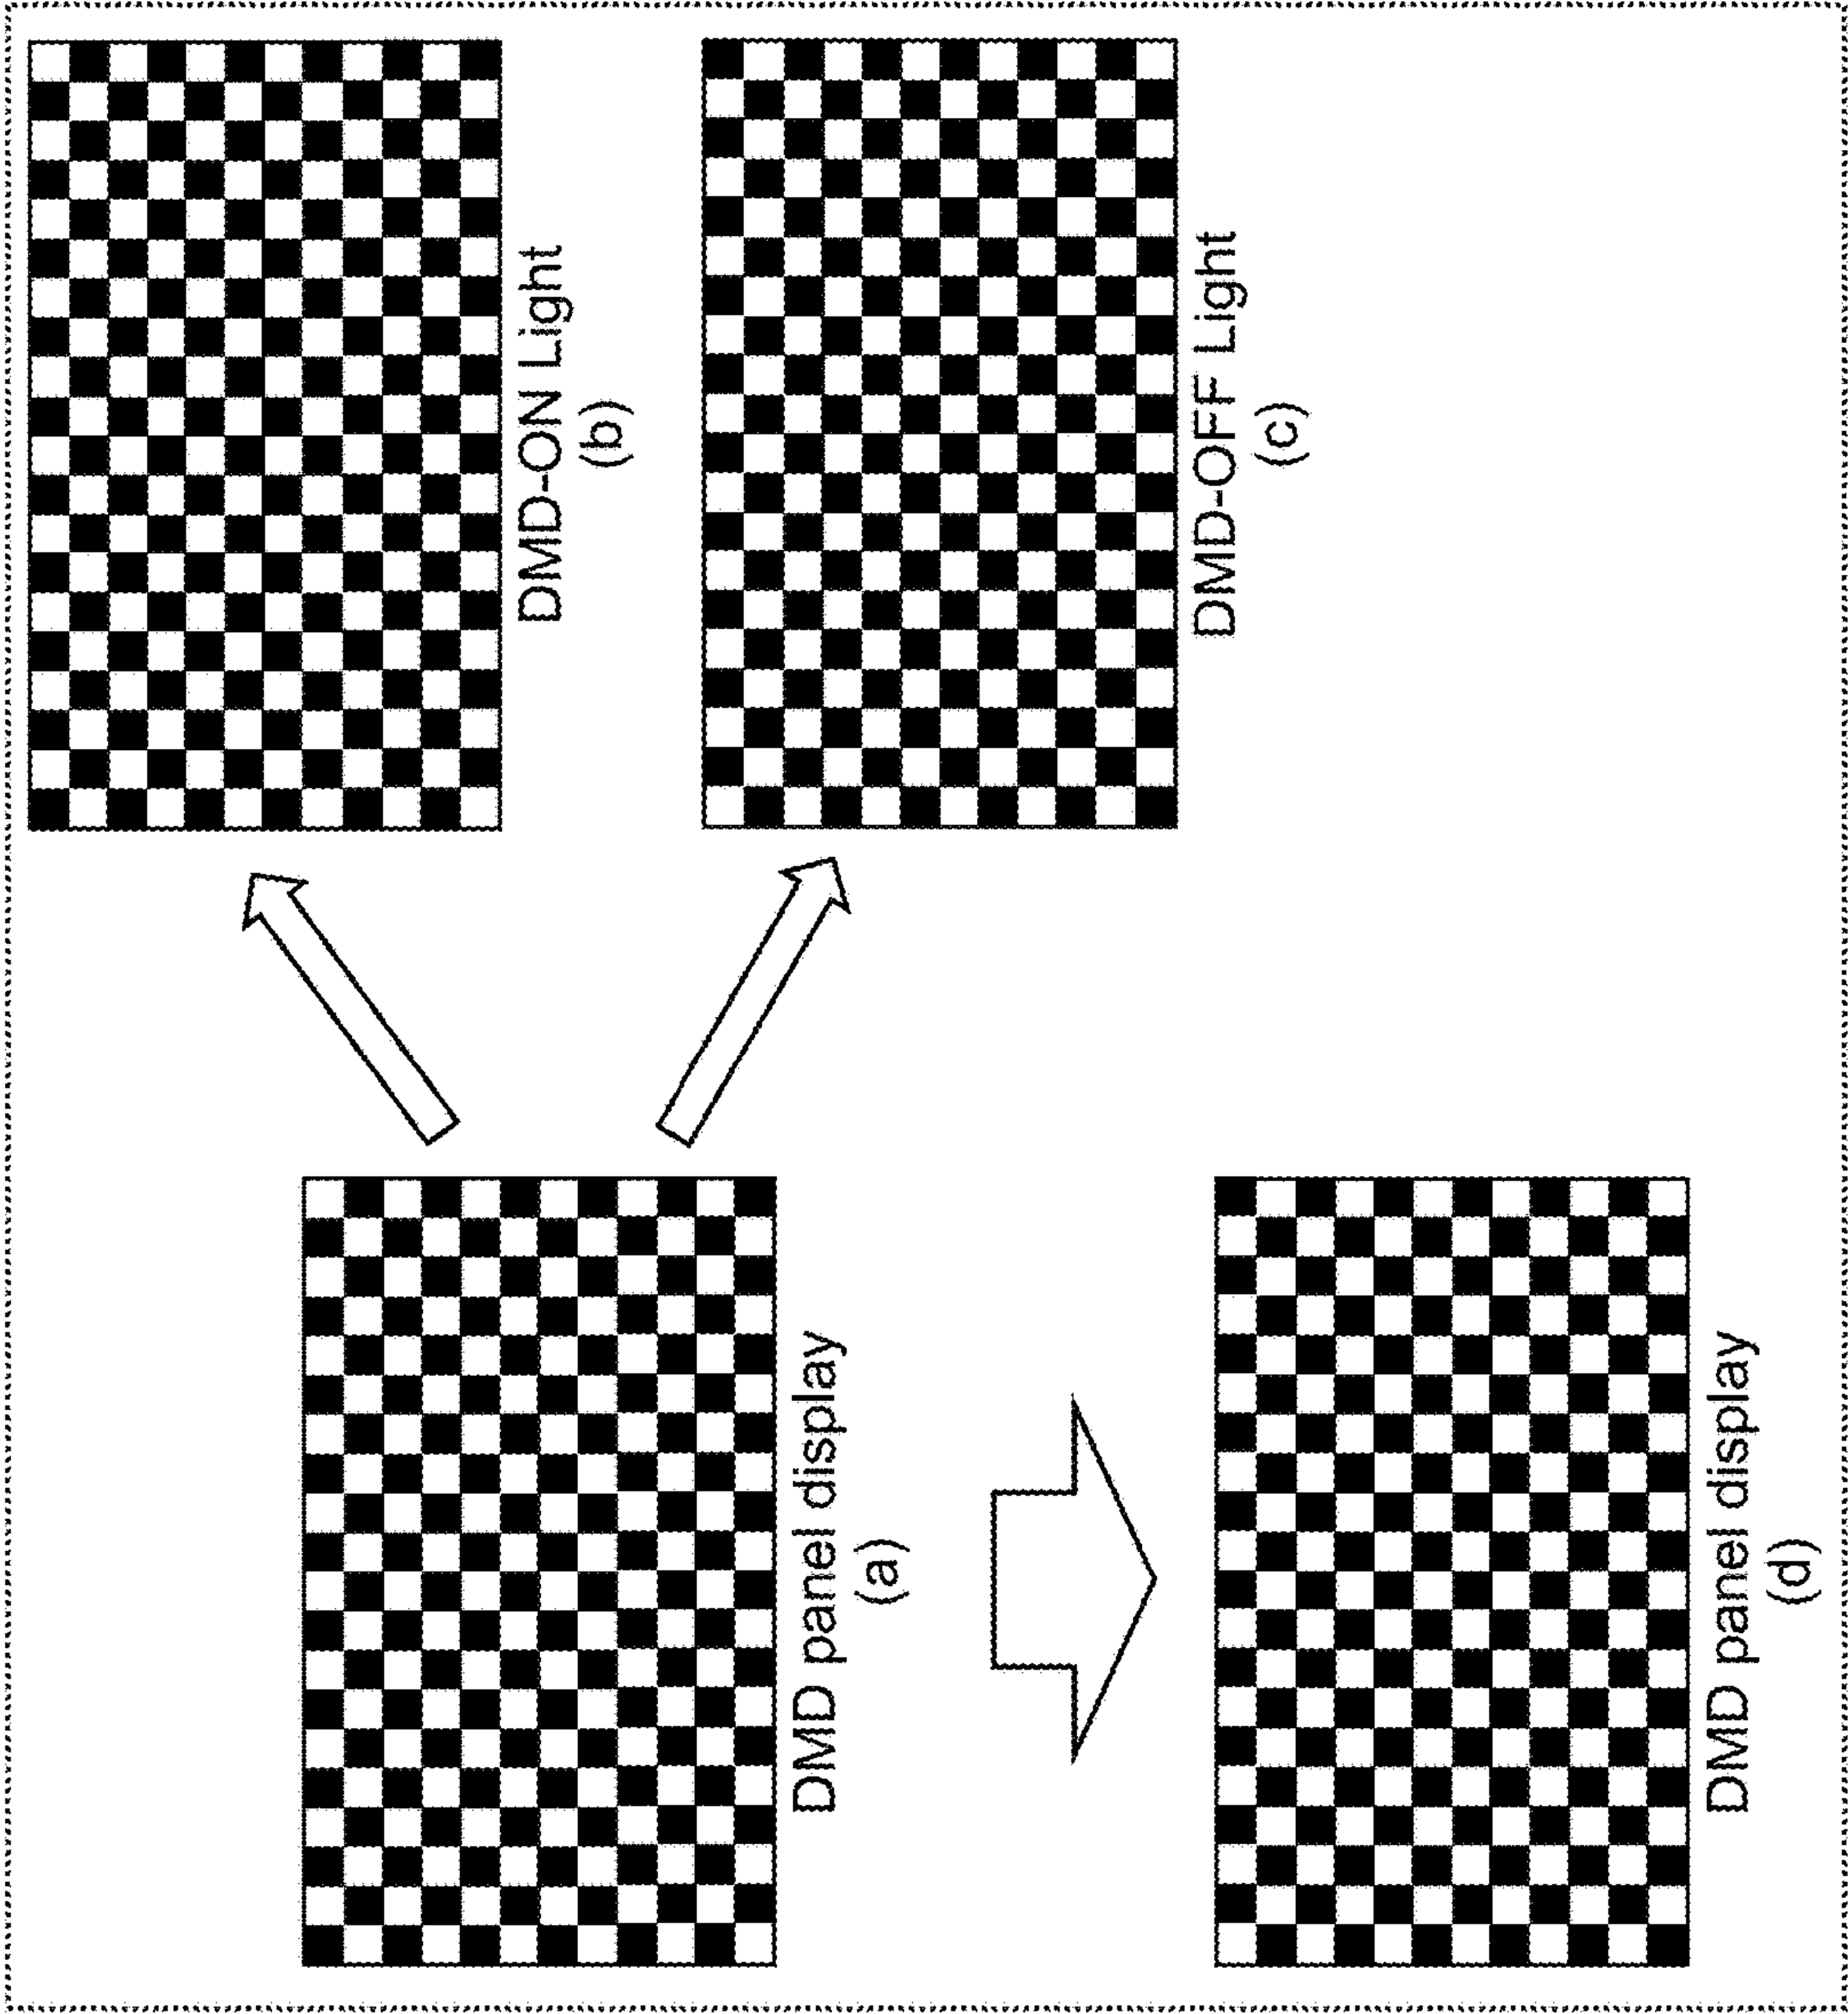 DMD panel display
(a)
DMD-ON Light
(b)
DMD-OFF Light
(c)
DMD panel display
(d)